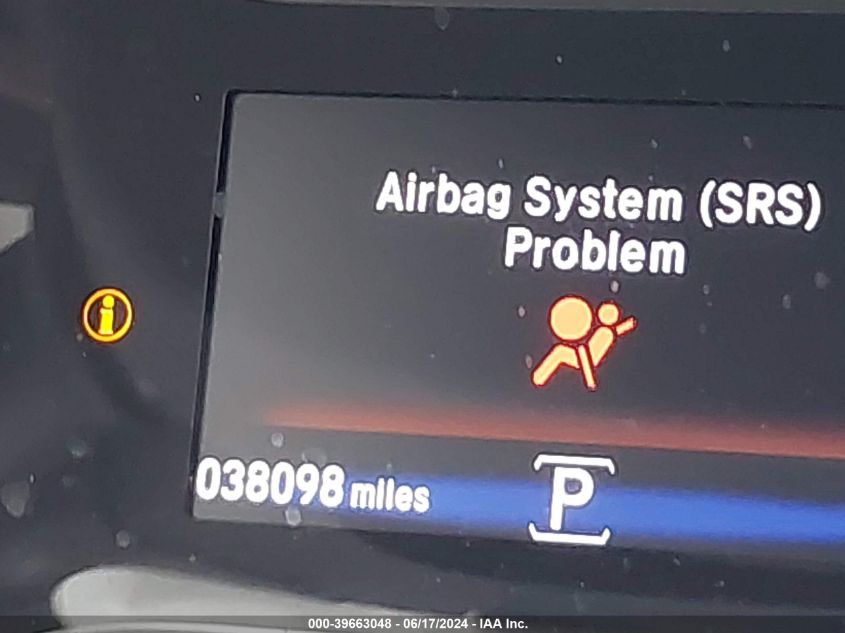 Airbag System (SRS)
Problem
i
038098 miles
P
000-39663048 - 06/17/2024 - IAA Inc.